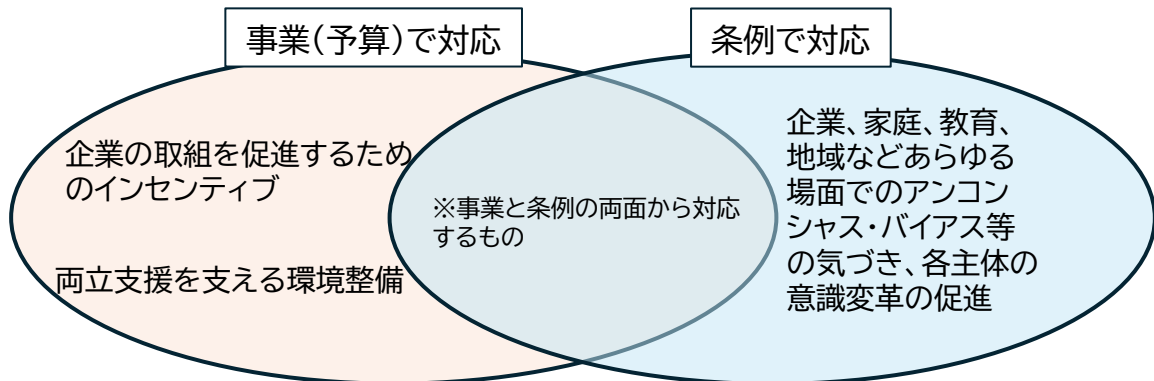 事業(予算)で対応
条例で対応
企業の取組を促進するため
のインセンティブ
両立支援を支える環境整備
※事業と条例の両面から対応
するもの
企業、家庭、教育、
地域などあらゆる
場面でのアンコン
シャス・バイアス等
の気づき、各主体の
意識変革の促進